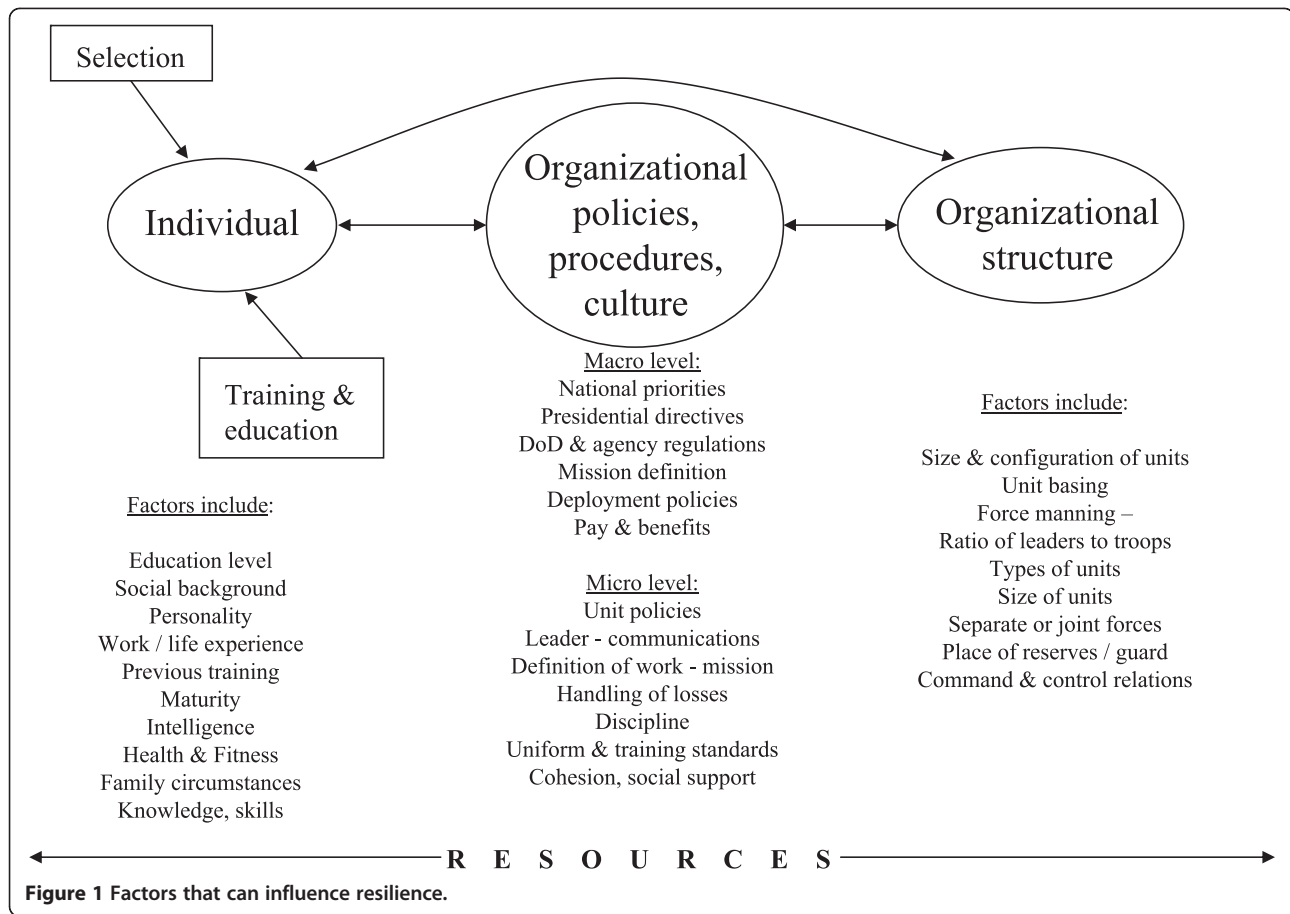 Selection
Individual
Training &
education
Factors include:
Education level
Social background
Personality
Work / life experience
Previous training
Maturity
Intelligence
Health & Fitness
Family circumstances
Knowledge, skills
Organizational
policies,
procedures,
culture
Macro level:
National priorities
Presidential directives
DoD & agency regulations
Mission definition
Deployment policies
Pay & benefits
Micro level:
Unit policies
Leader - communications
Definition of work - mission
Handling of losses
Discipline
Uniform & training standards
Cohesion, social support
Organizational
structure
Factors include:
Size & configuration of units
Unit basing
Force manning –
Ratio of leaders to troops
Types of units
Size of units
Separate or joint forces
Place of reserves / guard
Command & control relations
R E S O U R C E S
Figure 1 Factors that can influence resilience.